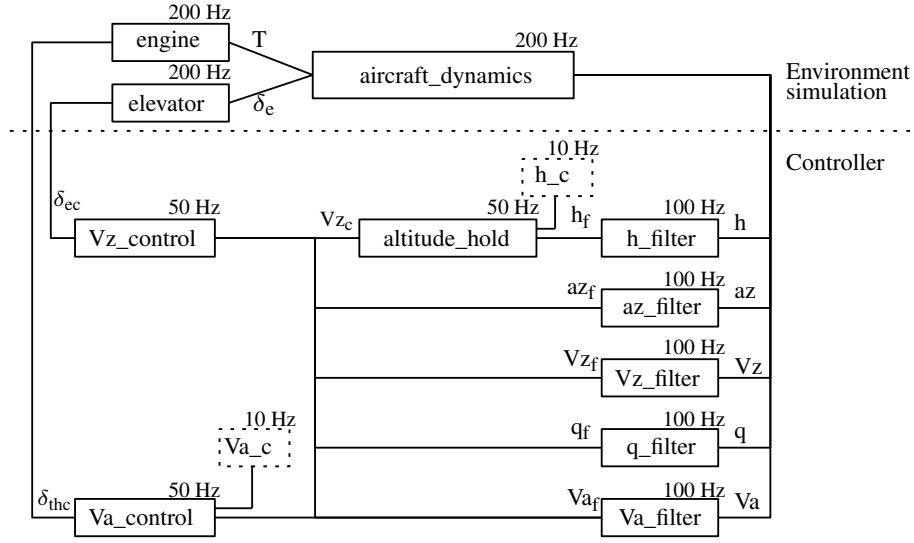 200 Hz
engine
T
200 Hz
200 Hz
aircraft_dynamics
elevator
δe
Environment
simulation
Controller
10 Hz
h_c
δec
50 Hz
Vz_control
Vzc
50 Hz
altitude_hold
hf
100 Hz
h_filter
h
azf
100 Hz
az_filter
az
Vzf
100 Hz
Vz_filter
Vz
10 Hz
Va_c
qf
100 Hz
q_filter
q
δthc
50 Hz
Va_control
Vaf
100 Hz
Va_filter
Va